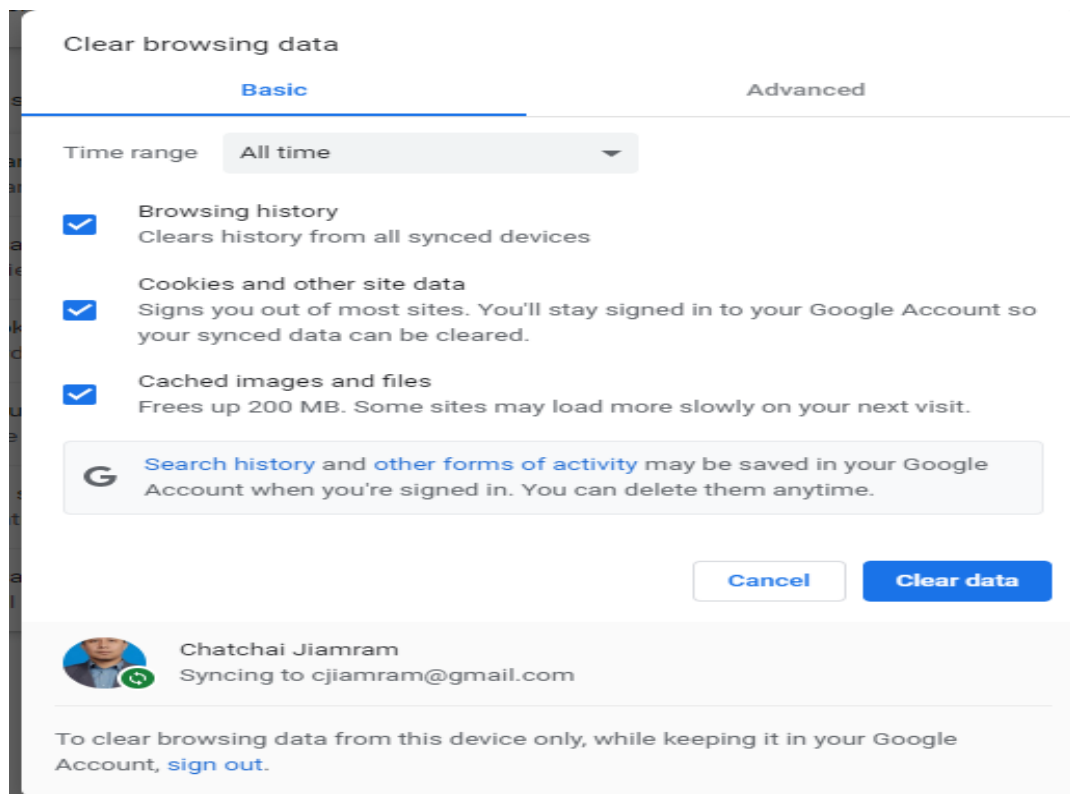 Clear browsing data
Basic
Advanced
Time range
All time
Browsing history
Clears history from all synced devices
Cookies and other site data
Signs you out of most sites. You'll stay signed in to your Google Account so
your synced data can be cleared.
Cached images and files
Frees up 200 MB. Some sites may load more slowly on your next visit.
G
Search history and other forms of activity may be saved in your Google
Account when you're signed in. You can delete them anytime.
Cancel
Clear data
Chatchai Jiamram
Syncing to cjiamram@gmail.com
To clear browsing data from this device only, while keeping it in your Google
Account, sign out.